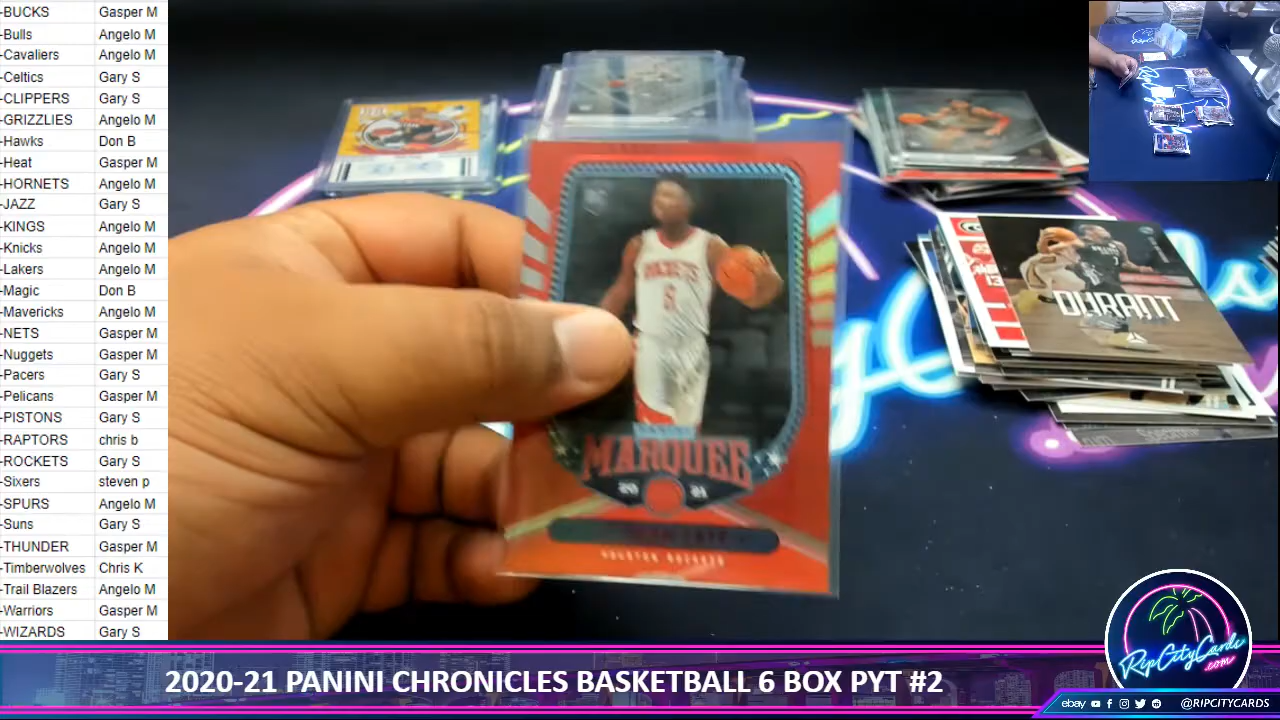 -BUCKS Gasper M
-Bulls Angelo M
-Cavaliers Angelo M
-Celtics Gary S
-CLIPPERS Gary S
-GRIZZLIES Angelo M
-Hawks Don B
-Heat Gasper M
-HORNETS Angelo M
-JAZZ Gary S
-KINGS Angelo M
-Knicks Angelo M
-Lakers Angelo M
-Magic Don B
-Mavericks Angelo M
-NETS Gasper M
-Nuggets Gasper M
-Pacers Gary S
-Pelicans Gasper M
-PISTONS Gary S
-RAPTORS chris b
-ROCKETS Gary S
-Sixers steven p
-SPURS Angelo M
-Suns Gary S
-THUNDER Gasper M
-Timberwolves Chris K
-Trail Blazers Angelo M
-Warriors Gasper M
-WIZARDS Gary S
RC
ROCKETS
MARQUEE
20 21
HOUSTON ROCKETS
DURANT
13
RipCityCards
.com
2020-21 PANINI CHRONICLES BASKETBALL 6 BOX PYT #2
ebay @RIPCITYCARDS